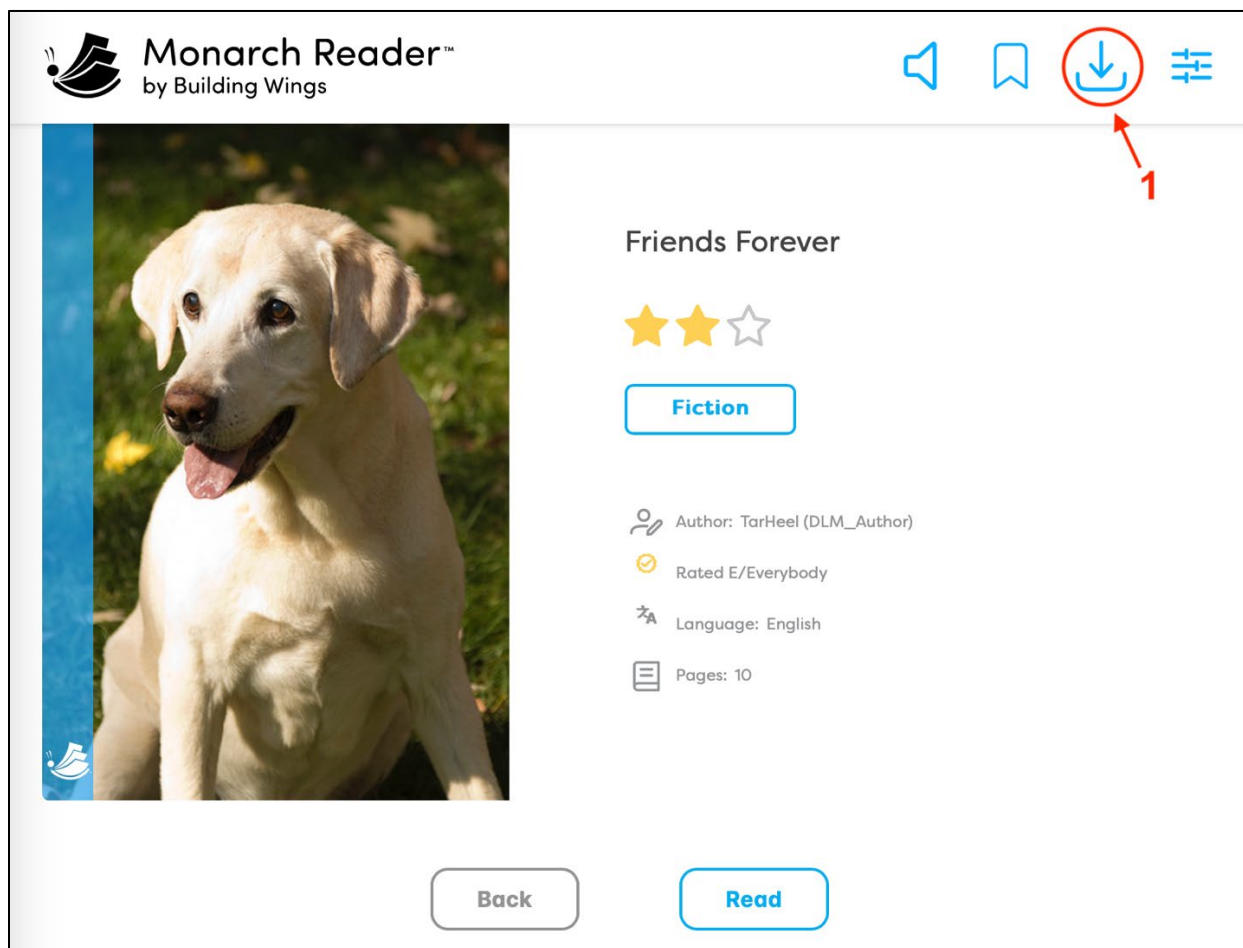 Monarch Reader™
by Building Wings
1
Friends Forever
Fiction
Author: TarHeel (DLM_Author)
Rated E/Everybody
Language: English
Pages: 10
Back
Read